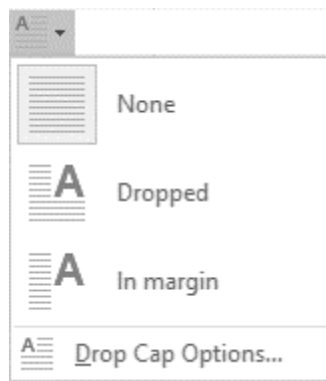 A
None
A
Dropped
A
In margin
A
Drop Cap Options...